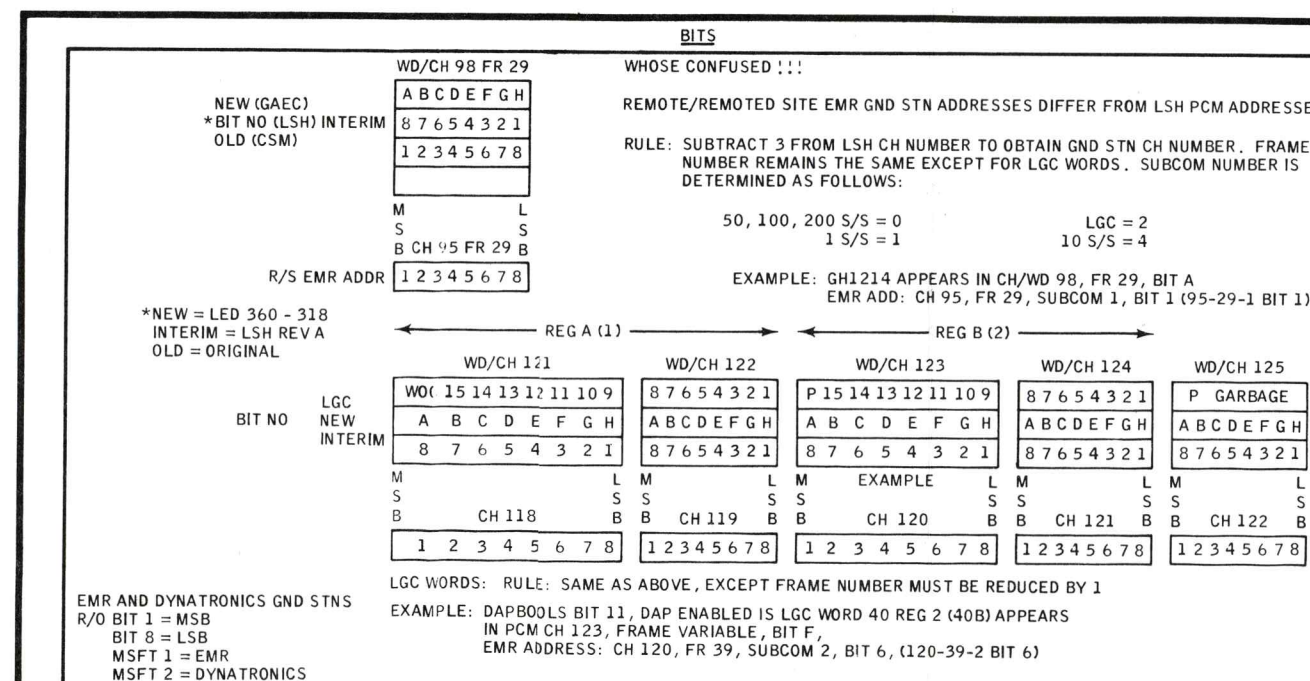 BITS
WD/CH 98 FR 29
WHOSE CONFUSED !!!
NEW (GAEC) A B C D E F G H
*BIT NO (LSH) INTERIM 8 7 6 5 4 3 2 1
OLD (CSM) 1 2 3 4 5 6 7 8
REMOTE/REMOTED SITE EMR GND STN ADDRESSES DIFFER FROM LSH PCM ADDRESSE
RULE: SUBTRACT 3 FROM LSH CH NUMBER TO OBTAIN GND STN CH NUMBER. FRAME
NUMBER REMAINS THE SAME EXCEPT FOR LGC WORDS. SUBCOM NUMBER IS
DETERMINED AS FOLLOWS:
M L
S S
B CH 95 FR 29 B
50, 100, 200 S/S = 0 LGC = 2
1 S/S = 1 10 S/S = 4
R/S EMR ADDR 1 2 3 4 5 6 7 8
EXAMPLE: GH1214 APPEARS IN CH/WD 98, FR 29, BIT A
EMR ADD: CH 95, FR 29, SUBCOM 1, BIT 1 (95-29-1 BIT 1)
*NEW = LED 360 - 318
INTERIM = LSH REV A
OLD = ORIGINAL
REG A (1) REG B (2)
WD/CH 121 WD/CH 122 WD/CH 123 WD/CH 124 WD/CH 125
BIT NO
LGC WO( 15 14 13 12 11 10 9 8 7 6 5 4 3 2 1 P 15 14 13 12 11 10 9 8 7 6 5 4 3 2 1 P GARBAGE
NEW A B C D E F G H A B C D E F G H A B C D E F G H A B C D E F G H A B C D E F G H
INTERIM 8 7 6 5 4 3 2 1 8 7 6 5 4 3 2 1 8 7 6 5 4 3 2 1 8 7 6 5 4 3 2 1 8 7 6 5 4 3 2 1
M L M L M EXAMPLE L M L M L
S S S S S S S S S S
B CH 118 B B CH 119 B B CH 120 B B CH 121 B B CH 122 B
1 2 3 4 5 6 7 8 1 2 3 4 5 6 7 8 1 2 3 4 5 6 7 8 1 2 3 4 5 6 7 8 1 2 3 4 5 6 7 8
LGC WORDS: RULE: SAME AS ABOVE, EXCEPT FRAME NUMBER MUST BE REDUCED BY 1
EXAMPLE: DAPBOOLS BIT 11, DAP ENABLED IS LGC WORD 40 REG 2 (40B) APPEARS
IN PCM CH 123, FRAME VARIABLE, BIT F,
EMR ADDRESS: CH 120, FR 39, SUBCOM 2, BIT 6, (120-39-2 BIT 6)
EMR AND DYNATRONICS GND STNS
R/O BIT 1 = MSB
BIT 8 = LSB
MSFT 1 = EMR
MSFT 2 = DYNATRONICS